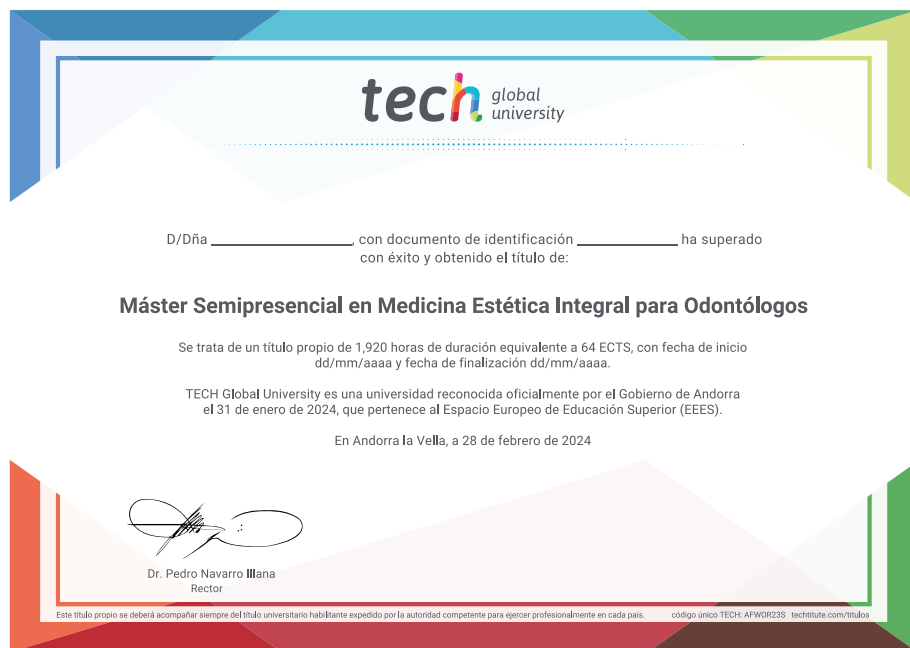 tech global
university
D/Dña ______________, con documento de identificación __________ ha superado
con éxito y obtenido el título de:
Máster Semipresencial en Medicina Estética Integral para Odontólogos
Se trata de un título propio de 1,920 horas de duración equivalente a 64 ECTS, con fecha de inicio
dd/mm/aaaa y fecha de finalización dd/mm/aaaa.
TECH Global University es una universidad reconocida oficialmente por el Gobierno de Andorra
el 31 de enero de 2024, que pertenece al Espacio Europeo de Educación Superior (EEES).
En Andorra la Vella, a 28 de febrero de 2024
Dr. Pedro Navarro Illana
Rector
Este título propio se deberá acompañar siempre del título universitario habilitante expedido por la autoridad competente para ejercer profesionalmente en cada país. código único TECH: AFWOR23S techtitute.com/titulos